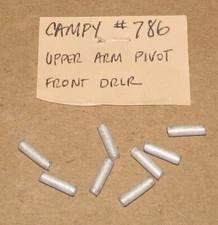 CAMPY #786
UPPER ARM PIVOT
FRONT DRLR